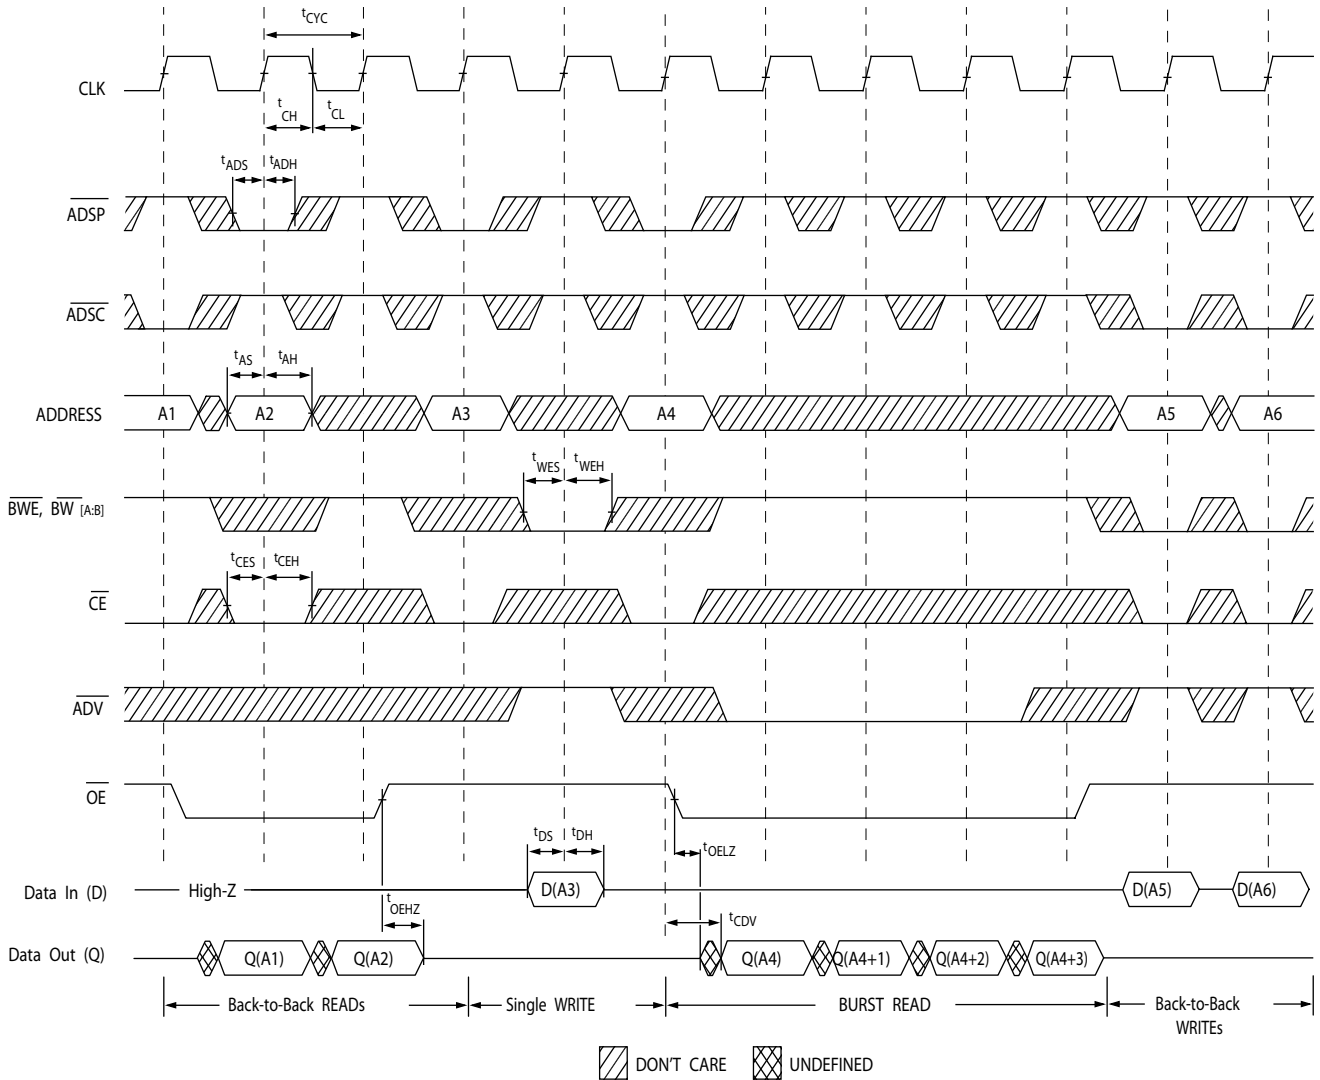 tCYC
CLK
tCH tCL
tADS tADH
ADSP
ADSC
tAS tAH
ADDRESS A1 A2 A3 A4 A5 A6
tWES tWEH
BWE, BW [A:B]
tCES tCEH
CE
ADV
OE
tDS tDH
tOELZ
Data In (D) High-Z D(A3) D(A5) D(A6)
tOEHZ
tCDV
Data Out (Q) Q(A1) Q(A2) Q(A4) Q(A4+1) Q(A4+2) Q(A4+3)
Back-to-Back READs Single WRITE BURST READ Back-to-Back
WRITEs
DON'T CARE UNDEFINED